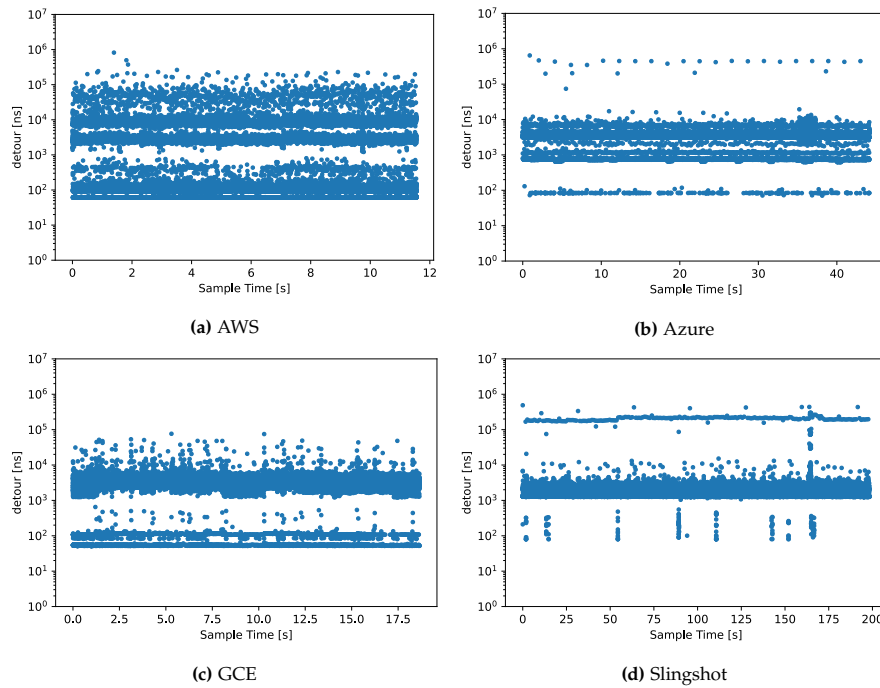 10^7
10^6
10^5
10^4
10^3
10^2
10^1
10^0
detour [ns]
0 2 4 6 8 10 12
Sample Time [s]
(a) AWS
10^7
10^6
10^5
10^4
10^3
10^2
10^1
10^0
detour [ns]
0 10 20 30 40
Sample Time [s]
(b) Azure
10^7
10^6
10^5
10^4
10^3
10^2
10^1
10^0
detour [ns]
0.0 2.5 5.0 7.5 10.0 12.5 15.0 17.5
Sample Time [s]
(c) GCE
10^7
10^6
10^5
10^4
10^3
10^2
10^1
10^0
detour [ns]
0 25 50 75 100 125 150 175 200
Sample Time [s]
(d) Slingshot